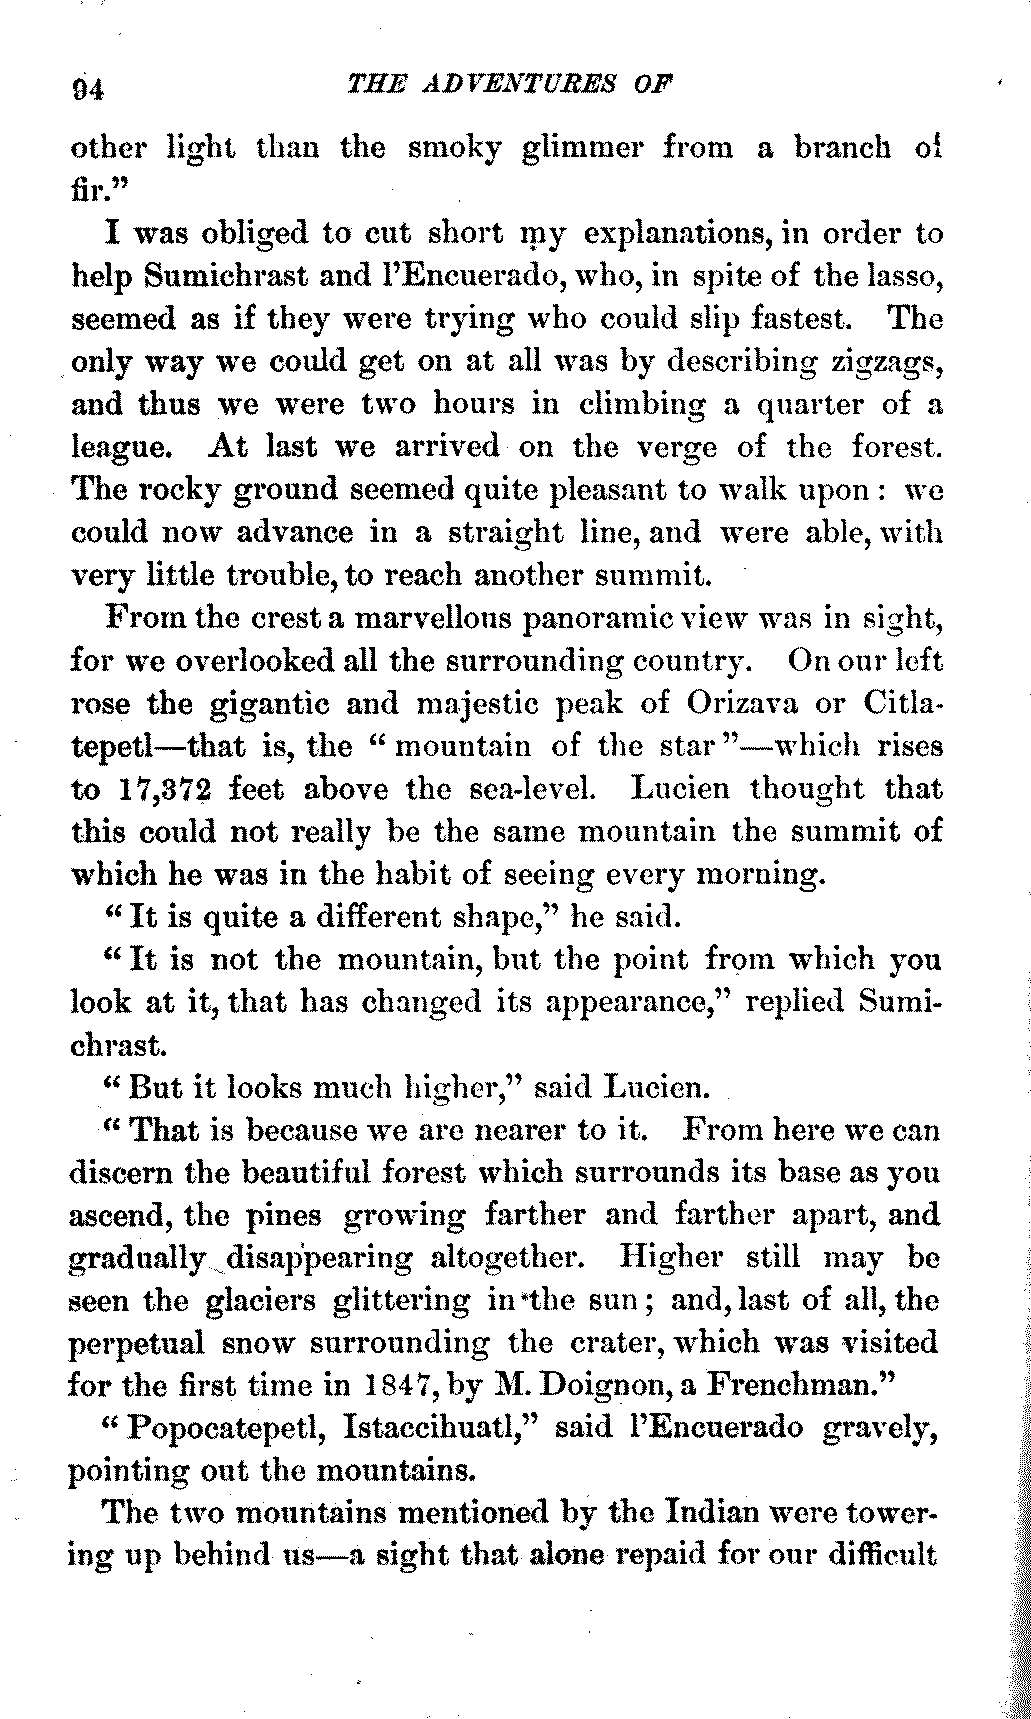 94 THE ADVENTURES OF
other light than the smoky glimmer from a branch of
fir."
I was obliged to cut short my explanations, in order to
help Sumichrast and l'Encuerado, who, in spite of the lasso,
seemed as if they were trying who could slip fastest. The
only way we could get on at all was by describing zigzags,
and thus we were two hours in climbing a quarter of a
league. At last we arrived on the verge of the forest.
The rocky ground seemed quite pleasant to walk upon: we
could now advance in a straight line, and were able, with
very little trouble, to reach another summit.
From the crest a marvellous panoramic view was in sight,
for we overlooked all the surrounding country. On our left
rose the gigantic and majestic peak of Orizava or Citla-
tepetl—that is, the "mountain of the star"—which rises
to 17,372 feet above the sea-level. Lucien thought that
this could not really be the same mountain the summit of
which he was in the habit of seeing every morning.
"It is quite a different shape," he said.
"It is not the mountain, but the point from which you
look at it, that has changed its appearance," replied Sumi-
chrast.
"But it looks much higher," said Lucien.
"That is because we are nearer to it. From here we can
discern the beautiful forest which surrounds its base as you
ascend, the pines growing farther and farther apart, and
gradually disappearing altogether. Higher still may be
seen the glaciers glittering in the sun; and, last of all, the
perpetual snow surrounding the crater, which was visited
for the first time in 1847, by M. Doignon, a Frenchman."
"Popocatepetl, Istaccihuatl," said l'Encuerado gravely,
pointing out the mountains.
The two mountains mentioned by the Indian were tower-
ing up behind us—a sight that alone repaid for our difficult